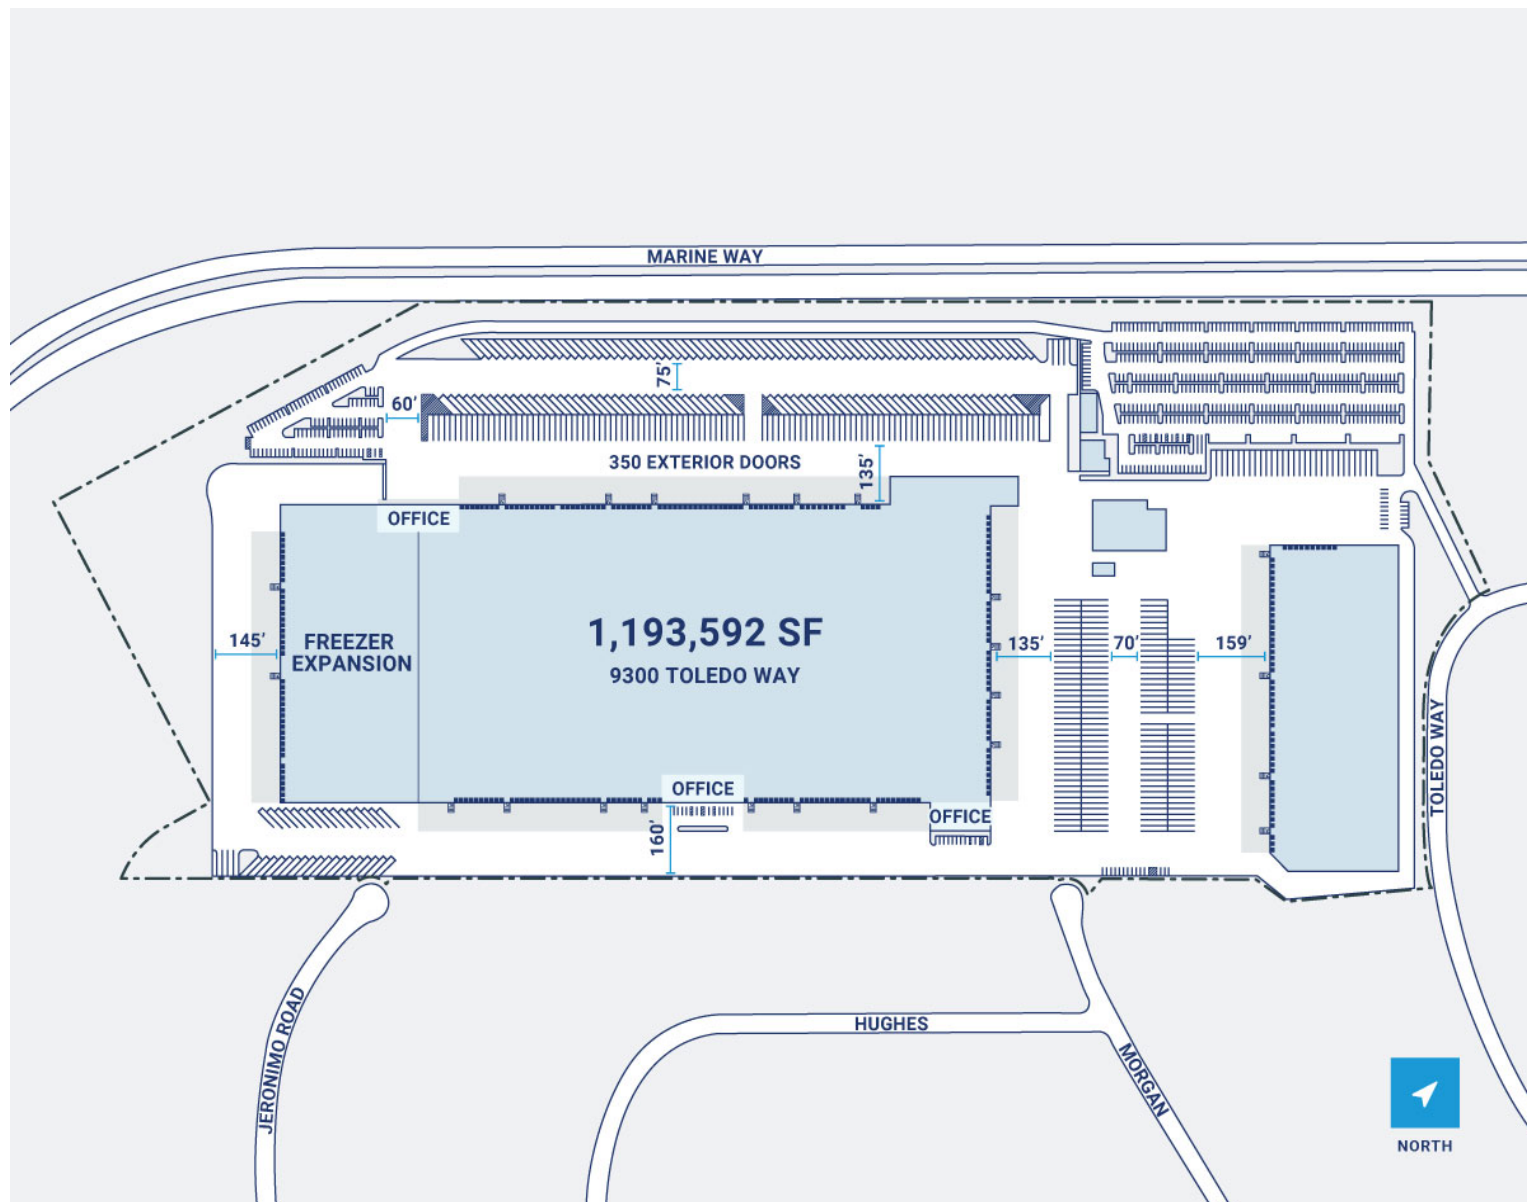 MARINE WAY
75’
60’
350 EXTERIOR DOORS
135’
OFFICE
1,193,592 SF
9300 TOLEDO WAY
FREEZER
EXPANSION
145’
135’
70’
159’
OFFICE
OFFICE
160’
TOLEDO WAY
JERONIMO ROAD
HUGHES
MORGAN
NORTH